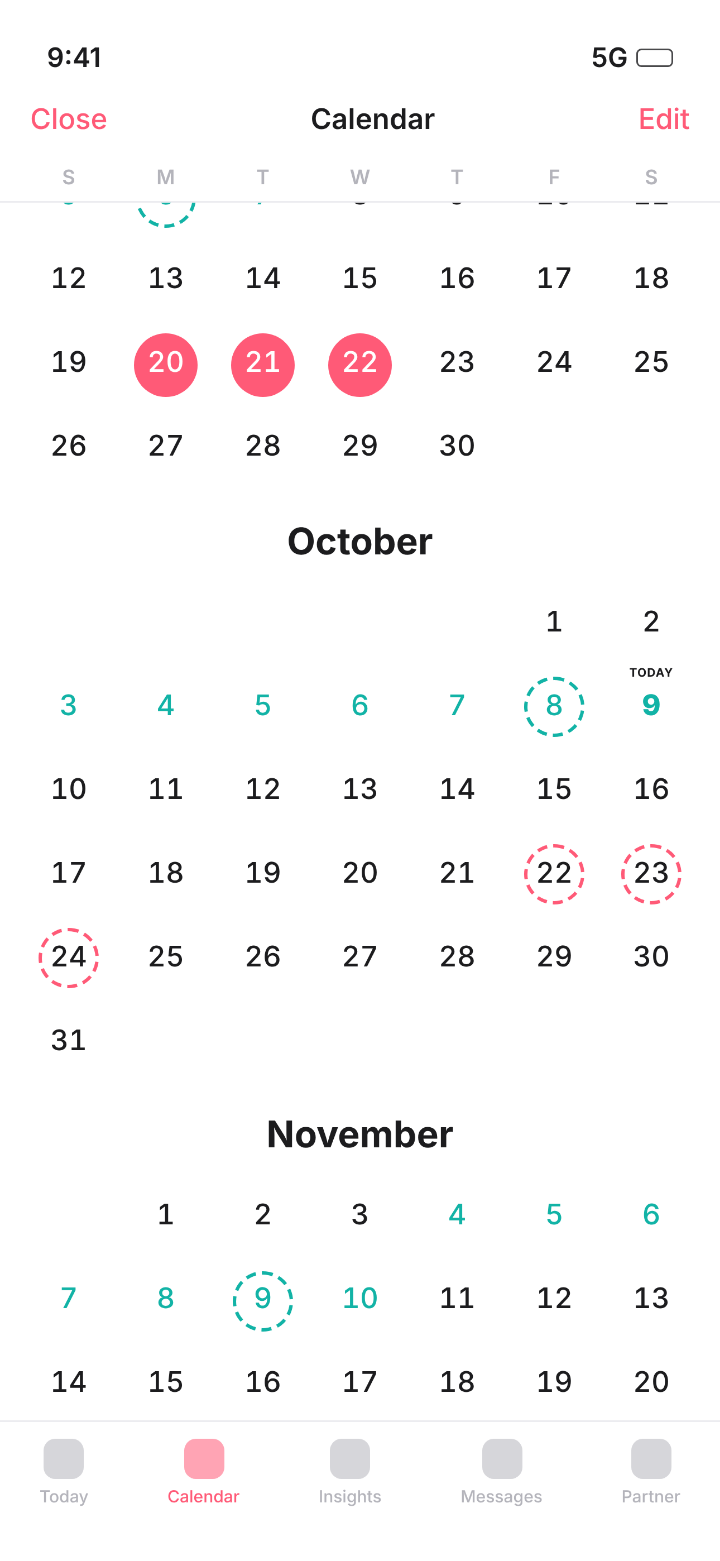 9:41 5G
Close Calendar Edit
S M T W T F S
12 13 14 15 16 17 18
19 20 21 22 23 24 25
26 27 28 29 30
October
1 2
TODAY
3 4 5 6 7 8 9
10 11 12 13 14 15 16
17 18 19 20 21 22 23
24 25 26 27 28 29 30
31
November
1 2 3 4 5 6
7 8 9 10 11 12 13
14 15 16 17 18 19 20
Today Calendar Insights Messages Partner